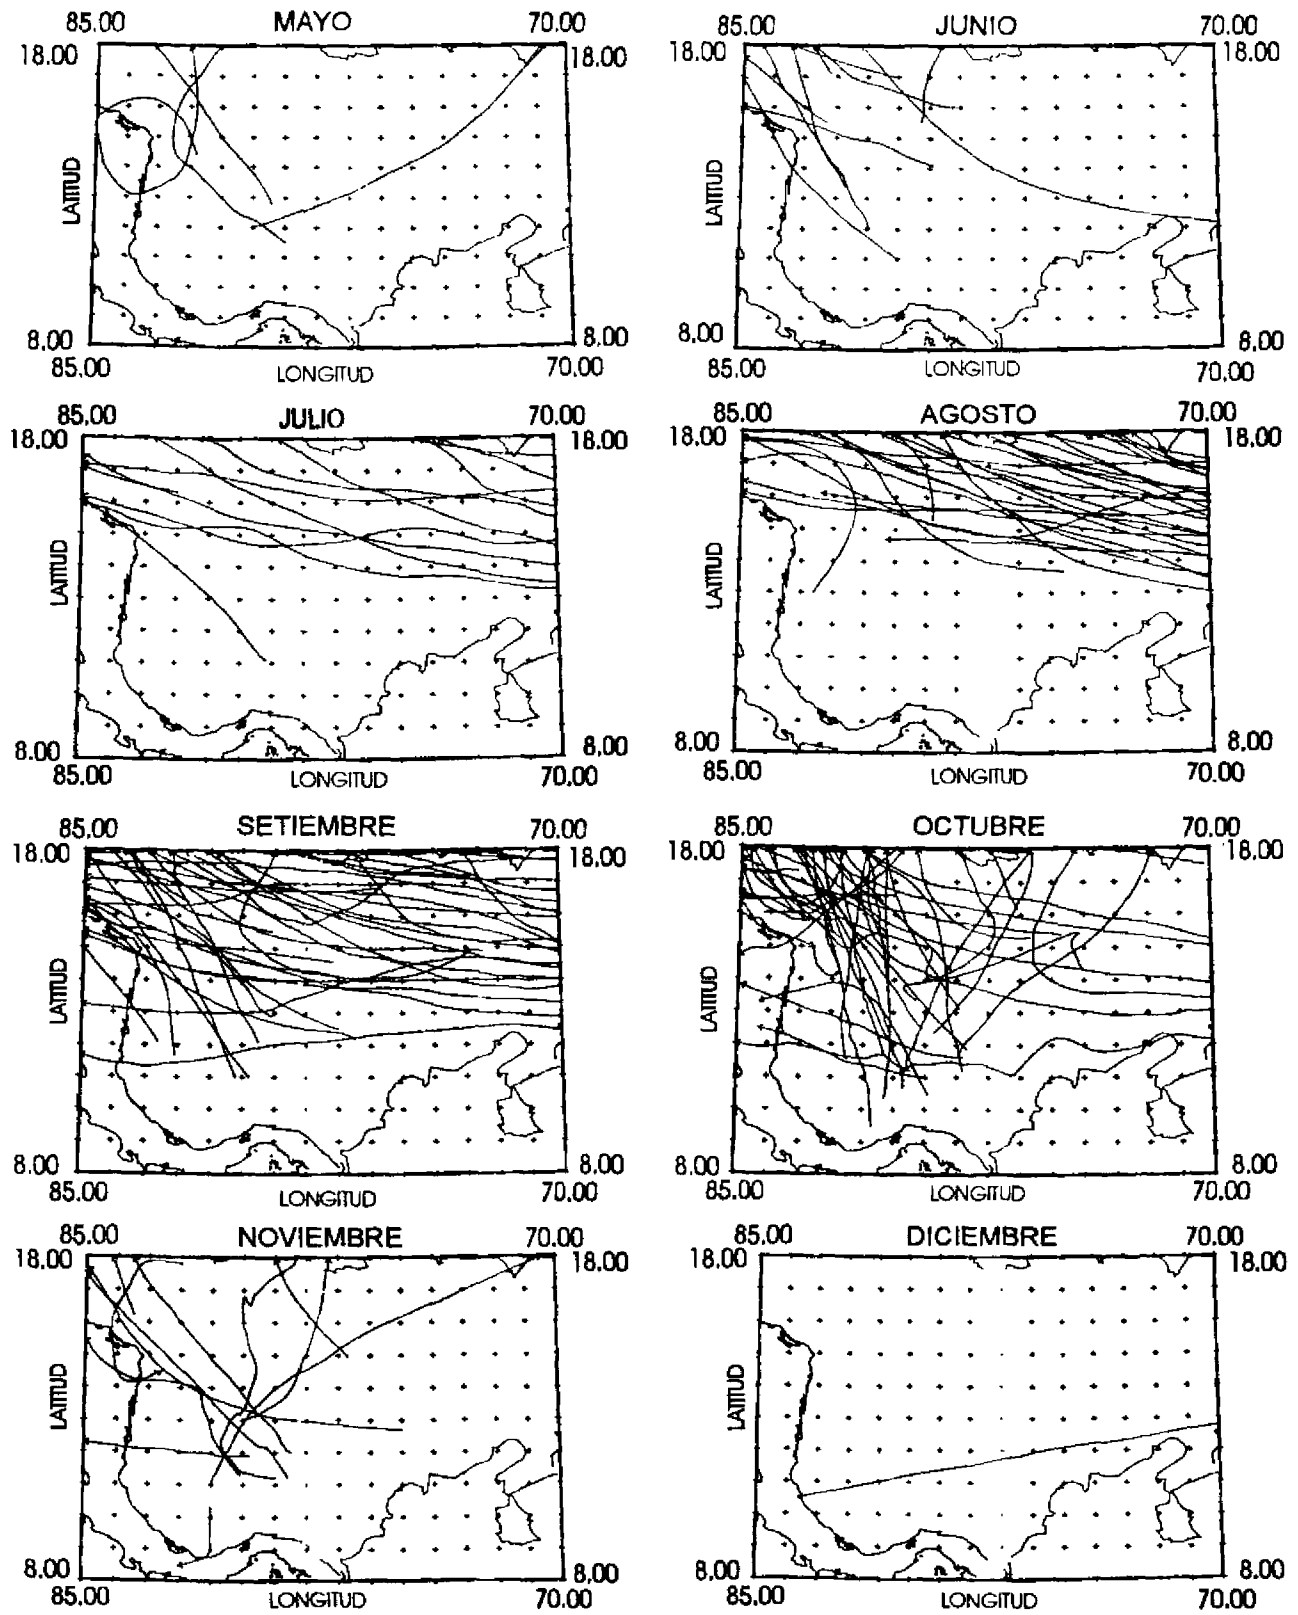 85.00 MAYO 70.00
18.00 18.00
LATITUD
8.00 8.00
85.00 LONGITUD 70.00
85.00 JUNIO 70.00
18.00 18.00
LATITUD
8.00 8.00
85.00 LONGITUD 70.00
85.00 JULIO 70.00
18.00 18.00
LATITUD
8.00 8.00
85.00 LONGITUD 70.00
85.00 AGOSTO 70.00
18.00 18.00
LATITUD
8.00 8.00
85.00 LONGITUD 70.00
85.00 SETIEMBRE 70.00
18.00 18.00
LATITUD
8.00 8.00
85.00 LONGITUD 70.00
85.00 OCTUBRE 70.00
18.00 18.00
LATITUD
8.00 8.00
85.00 LONGITUD 70.00
85.00 NOVIEMBRE 70.00
18.00 18.00
LATITUD
8.00 8.00
85.00 LONGITUD 70.00
85.00 DICIEMBRE 70.00
18.00 18.00
LATITUD
8.00 8.00
85.00 LONGITUD 70.00